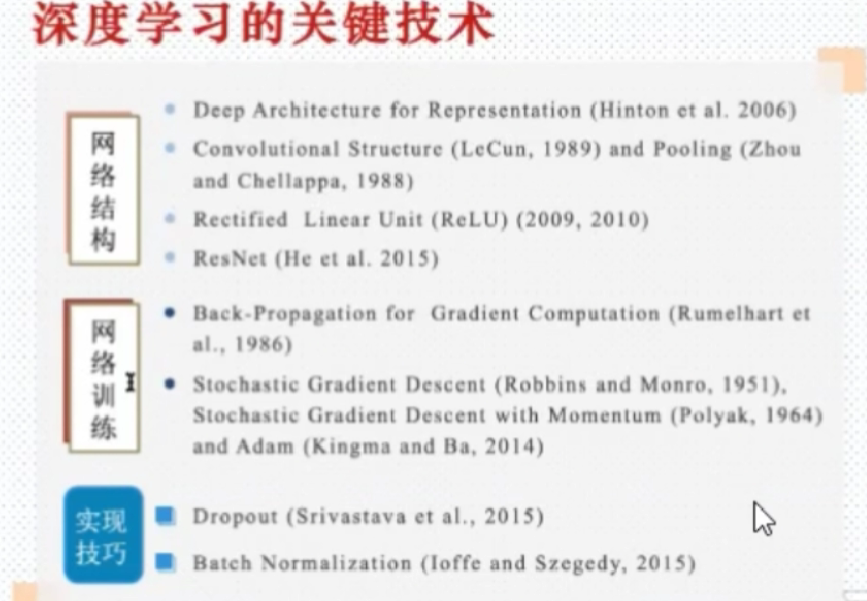 深度学习的关键技术
网络结构
Deep Architecture for Representation (Hinton et al. 2006)
Convolutional Structure (LeCun, 1989) and Pooling (Zhou
and Chellappa, 1988)
Rectified Linear Unit (ReLU) (2009, 2010)
ResNet (He et al. 2015)
网络训练
Back-Propagation for Gradient Computation (Rumelhart et
al., 1986)
Stochastic Gradient Descent (Robbins and Monro, 1951),
Stochastic Gradient Descent with Momentum (Polyak, 1964)
and Adam (Kingma and Ba, 2014)
实现
技巧
Dropout (Srivastava et al., 2015)
Batch Normalization (Ioffe and Szegedy, 2015)